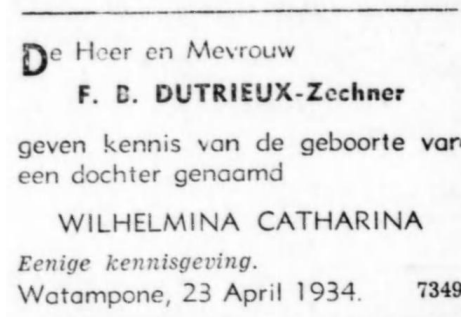 De Heer en Mevrouw
F. B. DUTRIEUX-Zechner
geven kennis van de geboorte van
een dochter genaamd
WILHELMINA CATHARINA
Eenige kennisgeving.
Watampone, 23 April 1934. 7349